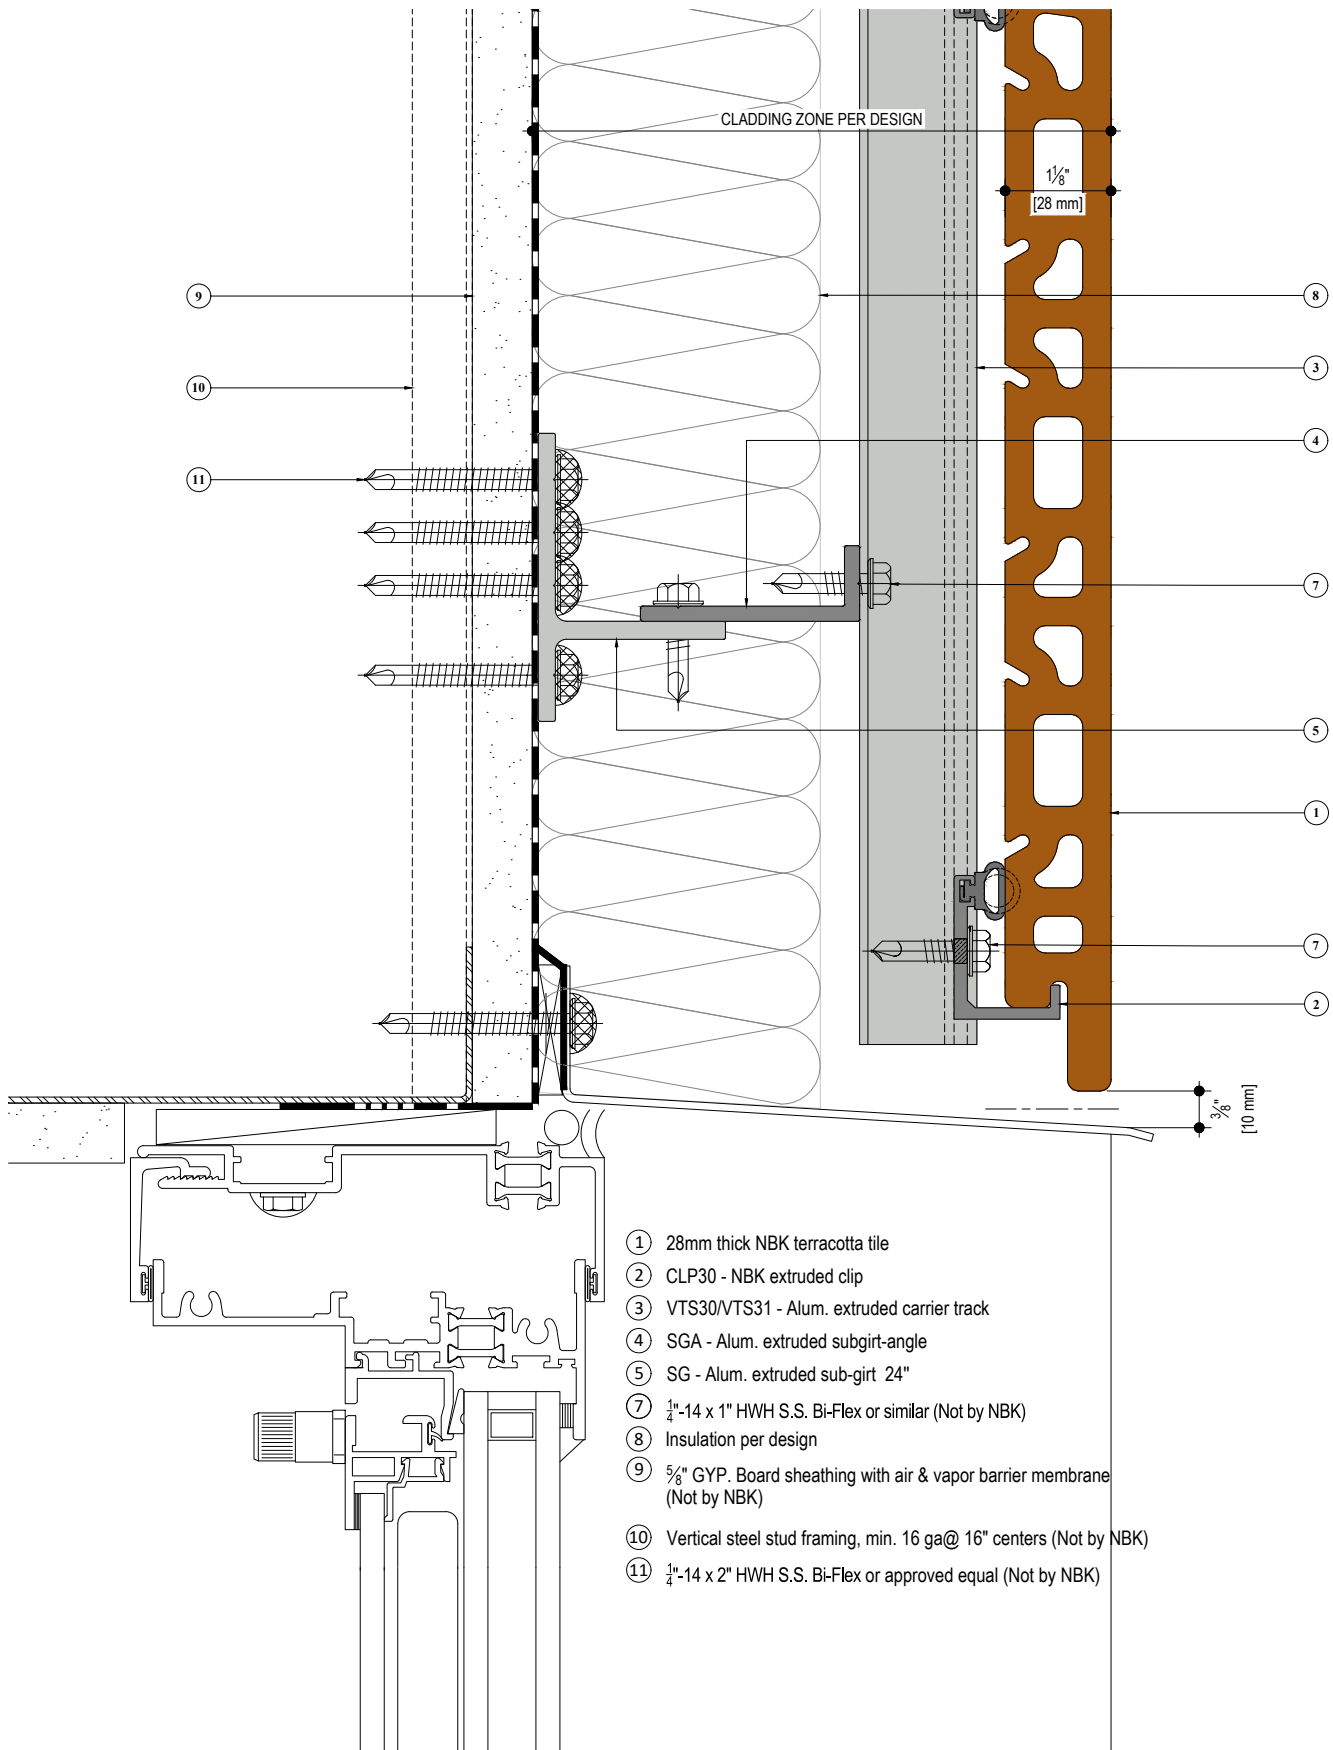 CLADDING ZONE PER DESIGN
1⅛"
[28 mm]
9
8
10
3
4
11
7
5
1
7
2
⅜"
[10 mm]
1 28mm thick NBK terracotta tile
2 CLP30 - NBK extruded clip
3 VTS30/VTS31 - Alum. extruded carrier track
4 SGA - Alum. extruded subgirt-angle
5 SG - Alum. extruded sub-girt 24"
7 ¼"-14 x 1" HWH S.S. Bi-Flex or similar (Not by NBK)
8 Insulation per design
9 ⅝" GYP. Board sheathing with air & vapor barrier membrane
(Not by NBK)
10 Vertical steel stud framing, min. 16 ga@ 16" centers (Not by NBK)
11 ¼"-14 x 2" HWH S.S. Bi-Flex or approved equal (Not by NBK)